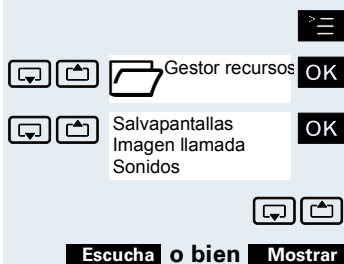 Gestor recursos OK
Salvapantallas OK
Imagen llamada
Sonidos
Escucha o bien Mostrar